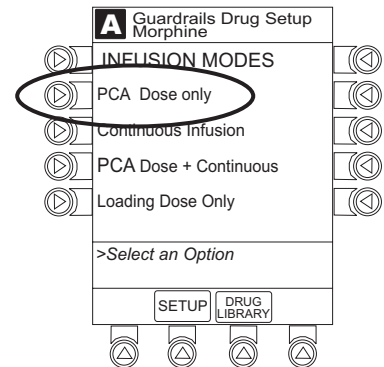 A Guardrails Drug Setup
Morphine
INFUSION MODES
PCA Dose only
Continuous Infusion
PCA Dose + Continuous
Loading Dose Only
>Select an Option
SETUP DRUG
LIBRARY